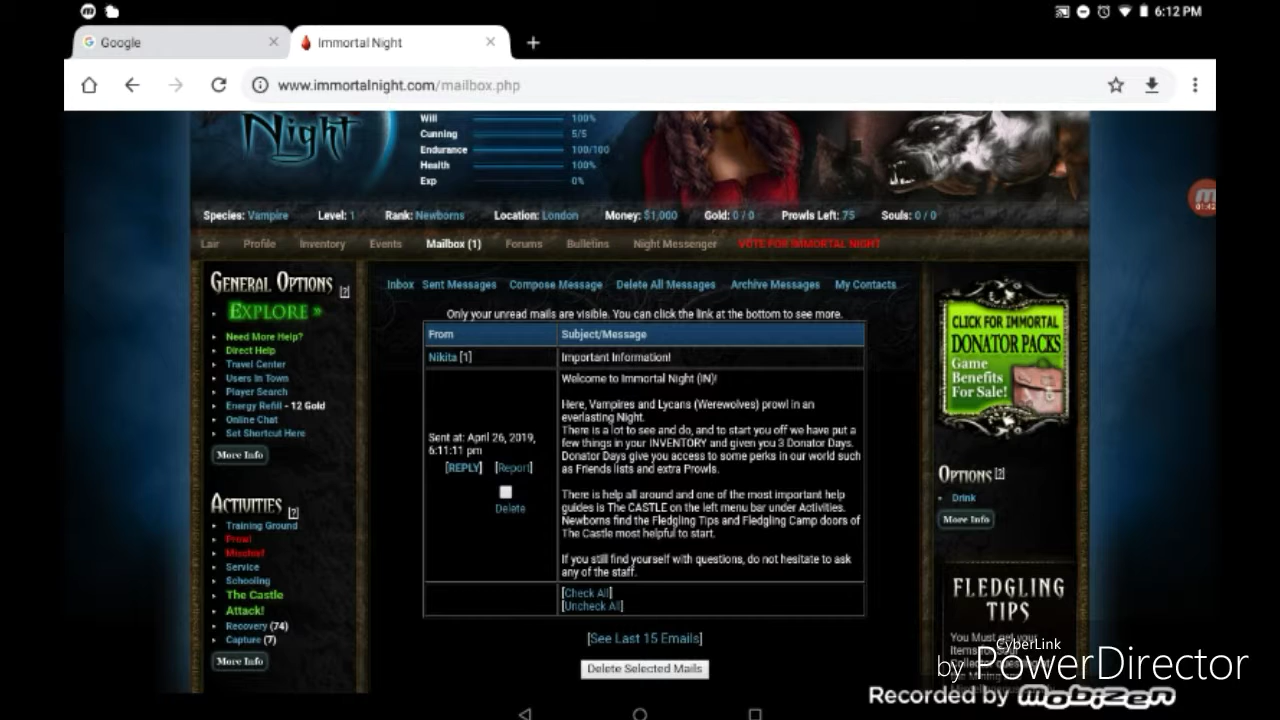 6:12 PM
Google
Immortal Night
www.immortalnight.com/mailbox.php
Night
Will 100%
Cunning 5/5
Endurance 100/100
Health 100%
Exp 0%
Species: Vampire Level: 1 Rank: Newborns Location: London Money: $1,000 Gold: 0 / 0 Prowls Left: 75 Souls: 0 / 0
Lair Profile Inventory Events Mailbox (1) Forums Bulletins Night Messenger VOTE FOR IMMORTAL NIGHT
GENERAL OPTIONS [?]
EXPLORE »
Need More Help?
Direct Help
Travel Center
Users In Town
Player Search
Energy Refill - 12 Gold
Online Chat
Set Shortcut Here
More Info
ACTIVITIES [?]
Training Ground
Prowl
Mischief
Service
Schooling
The Castle
Attack!
Recovery (74)
Capture (7)
More Info
Inbox Sent Messages Compose Message Delete All Messages Archive Messages My Contacts
Only your unread mails are visible. You can click the link at the bottom to see more.
From Subject/Message
Nikita [1] Important Information!
Sent at: April 26, 2019,
6:11:11 pm
[REPLY] [Report]
Delete
Welcome to Immortal Night (IN)!
Here, Vampires and Lycans (Werewolves) prowl in an
everlasting Night.
There is a lot to see and do, and to start you off we have put a
few things in your INVENTORY and given you 3 Donator Days.
Donator Days give you access to some perks in our world such
as Friends lists and extra Prowls.
There is help all around and one of the most important help
guides is The CASTLE on the left menu bar under Activities.
Newborns find the Fledgling Tips and Fledgling Camp doors of
The Castle most helpful to start.
If you still find yourself with questions, do not hesitate to ask
any of the staff.
[Check All]
[Uncheck All]
[See Last 15 Emails]
Delete Selected Mails
CLICK FOR IMMORTAL
DONATOR PACKS
Game
Benefits
For Sale!
OPTIONS [?]
Drink
More Info
FLEDGLING
TIPS
You Must get your
Items
CyberLink
by PowerDirector
Recorded by mobizen